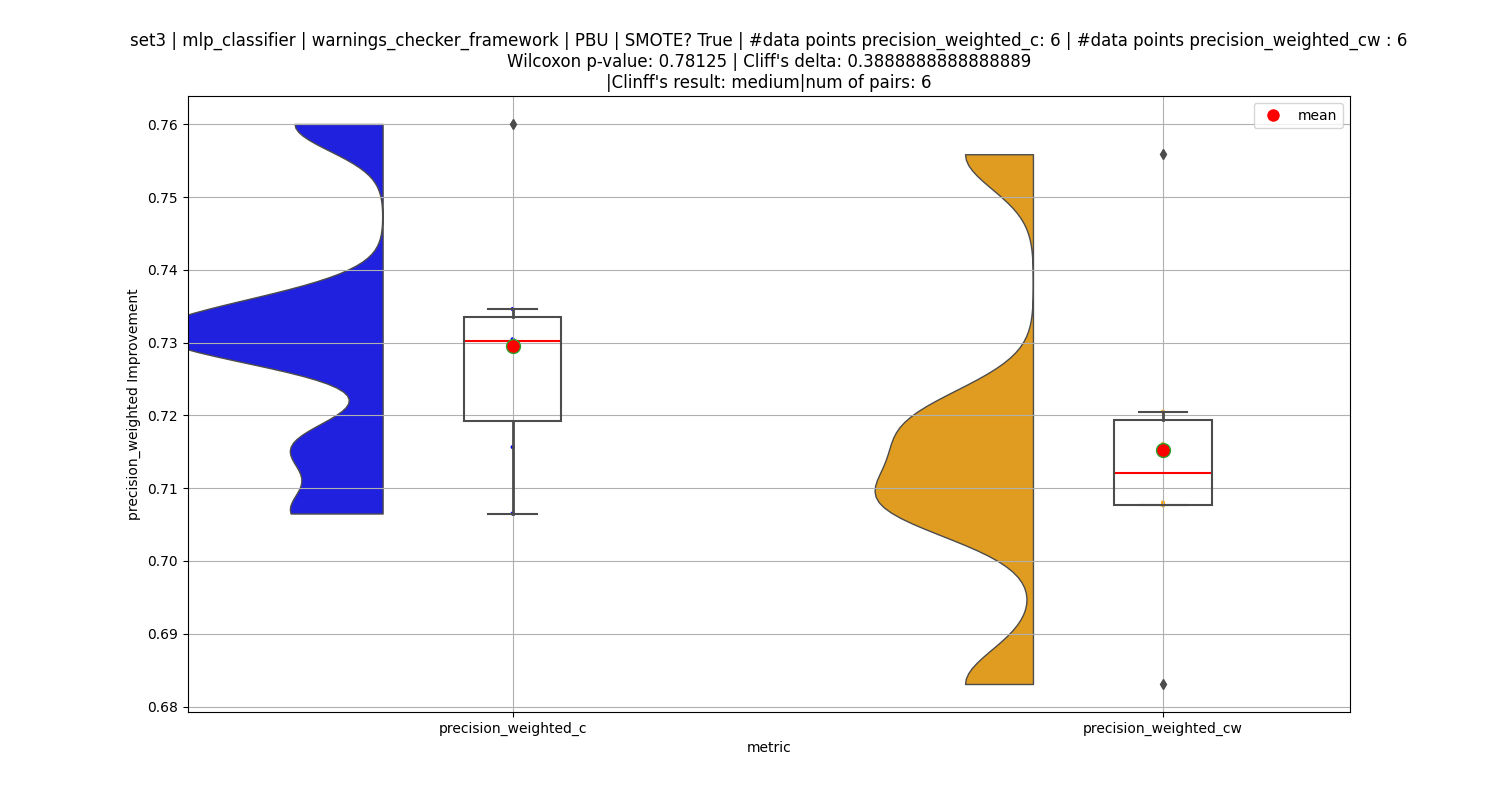 set3 | mlp_classifier | warnings_checker_framework | PBU | SMOTE? True | #data points precision_weighted_c: 6 | #data points precision_weighted_cw : 6
Wilcoxon p-value: 0.78125 | Cliff's delta: 0.3888888888888889
|Clinff's result: medium|num of pairs: 6
mean
precision_weighted Improvement
0.76
0.75
0.74
0.73
0.72
0.71
0.70
0.69
0.68
precision_weighted_c
precision_weighted_cw
metric